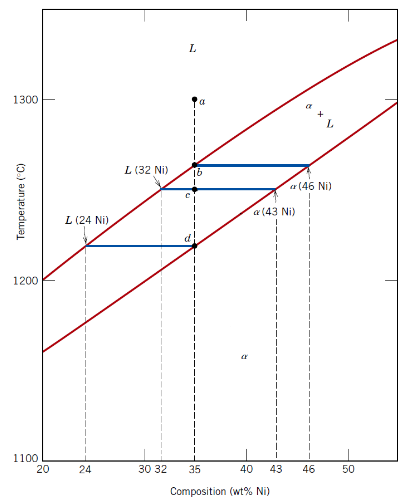 L
1300
a
α
+
L
L (32 Ni)
b
α (46 Ni)
c
α (43 Ni)
L (24 Ni)
d
Temperature (°C)
1200
α
1100
20 24 30 32 35 40 43 46 50
Composition (wt% Ni)